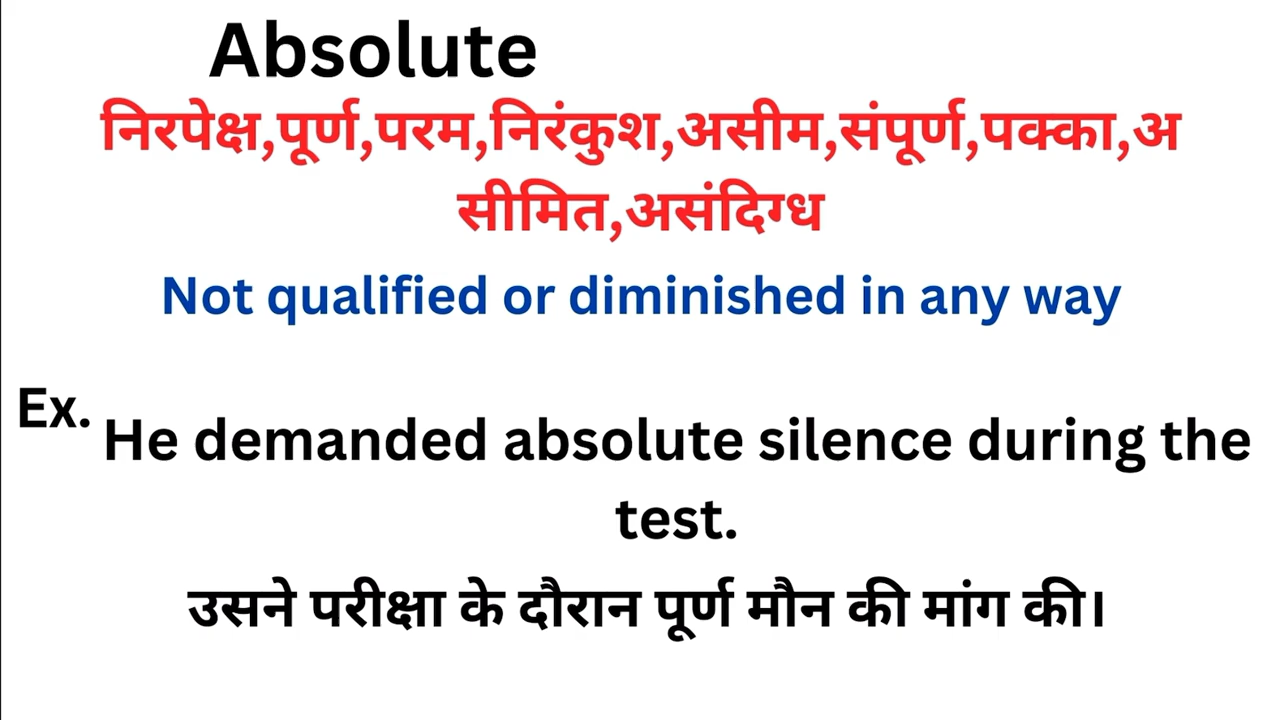 Absolute
निरपेक्ष,पूर्ण,परम,निरंकुश,असीम,संपूर्ण,पक्का,अ
सीमित,असंदिग्ध
Not qualified or diminished in any way
Ex.
He demanded absolute silence during the
test.
उसने परीक्षा के दौरान पूर्ण मौन की मांग की।